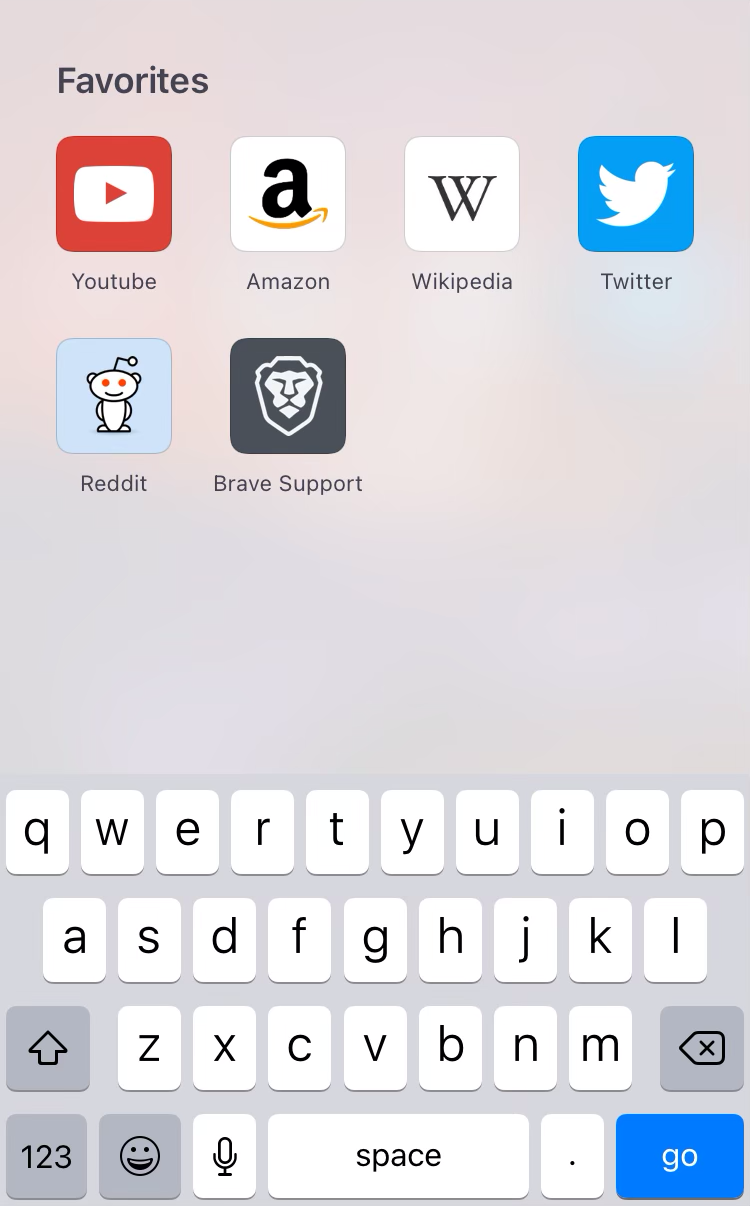 Favorites
a W
Youtube Amazon Wikipedia Twitter
Reddit Brave Support
q w e r t y u i o p
a s d f g h j k l
z x c v b n m
123 space . go